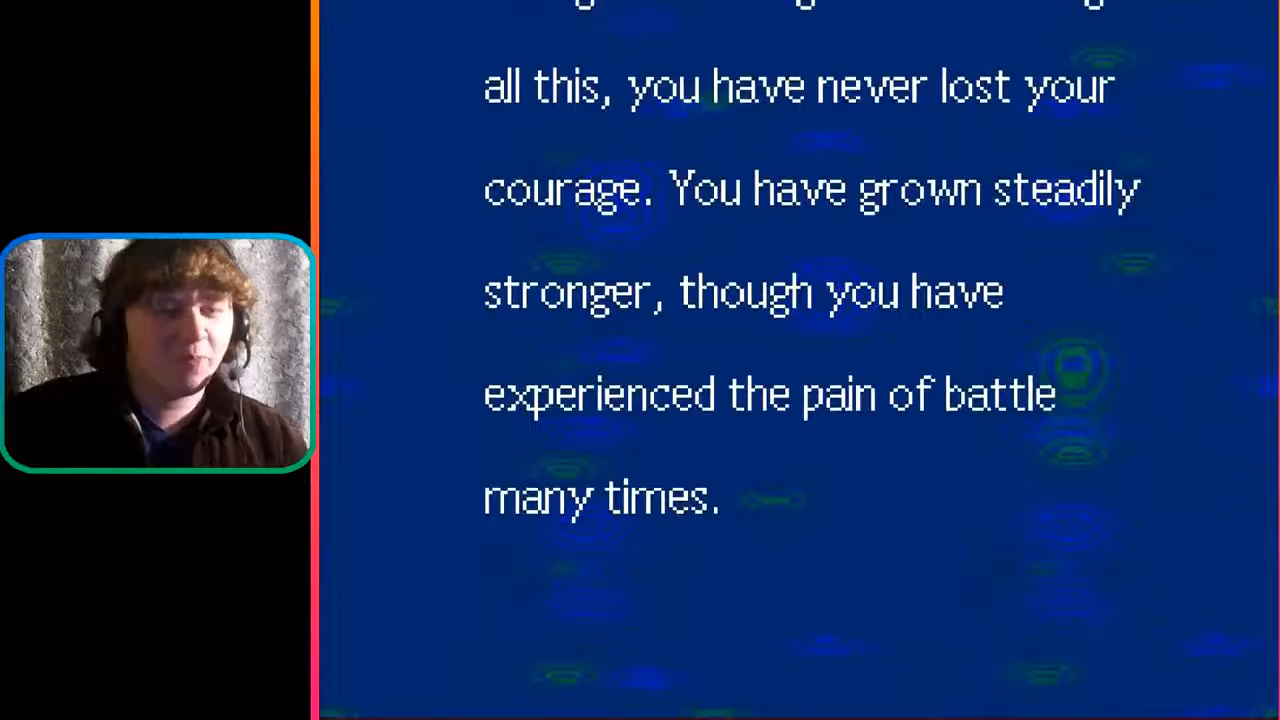 all this, you have never lost your
courage. You have grown steadily
stronger, though you have
experienced the pain of battle
many times.